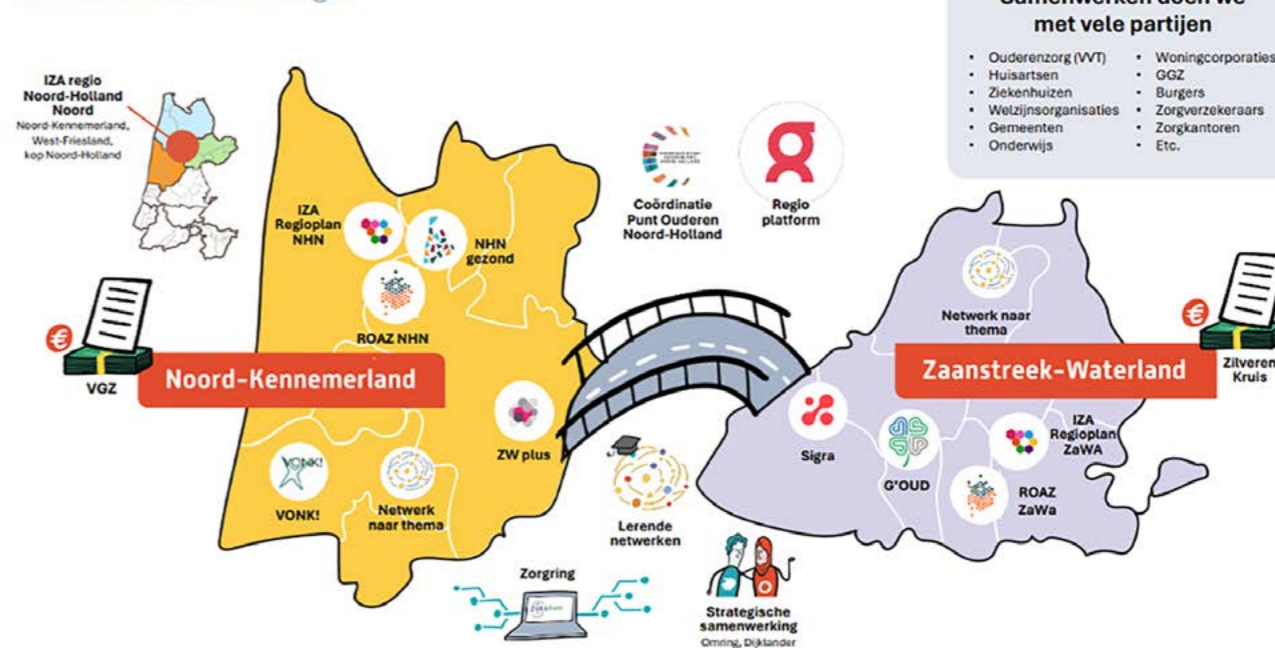 Samenwerken doen we
met vele partijen
• Ouderenzorg (VVT)
• Huisartsen
• Ziekenhuizen
• Welzijnsorganisaties
• Gemeenten
• Onderwijs
• Woningcorporaties
• GGZ
• Burgers
• Zorgverzekeraars
• Zorgkantoren
• Etc.
IZA regio
Noord-Holland
Noord
Noord-Kennemerland,
West-Friesland,
kop Noord-Holland
IZA
Regioplan
NHN
NHN
gezond
ROAZ NHN
Coördinatie
Punt Ouderen
Noord-Holland
Regio
platform
€
VGZ
Noord-Kennemerland
ZW plus
VONK!
VONK!
Netwerk
naar thema
Netwerk naar
thema
Zaanstreek-Waterland
€
Zilveren
Kruis
Sigra
G'OUD
IZA
Regioplan
ZaWA
ROAZ
ZaWa
Lerende
netwerken
Zorgring
Strategische
samenwerking
Omring, Dijklander